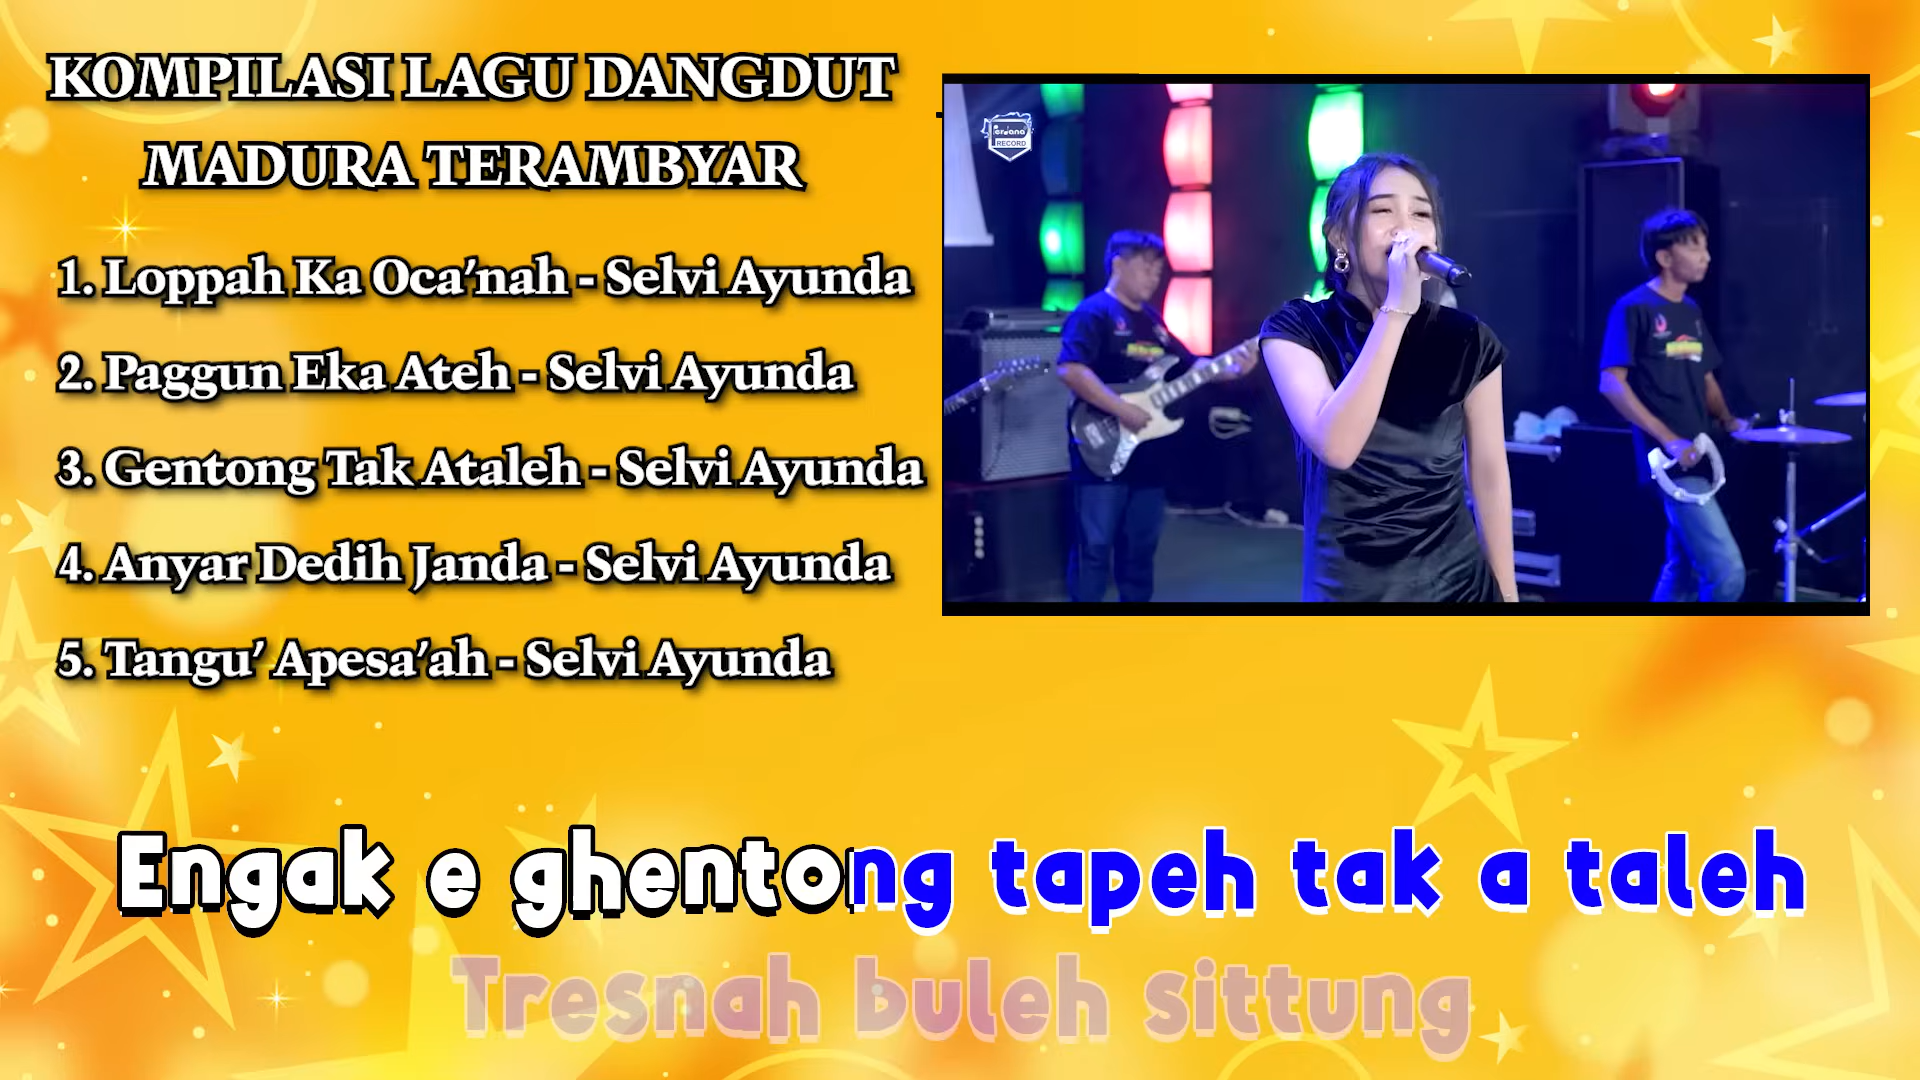 KOMPILASI LAGU DANGDUT
MADURA TERAMBYAR
1. Loppah Ka Oca'nah - Selvi Ayunda
2. Paggun Eka Ateh - Selvi Ayunda
3. Gentong Tak Ataleh - Selvi Ayunda
4. Anyar Dedih Janda - Selvi Ayunda
5. Tangu' Apesa'ah - Selvi Ayunda
Perdana
RECORD
Engak e ghentong tapeh tak a taleh
Tresnah buleh sittung